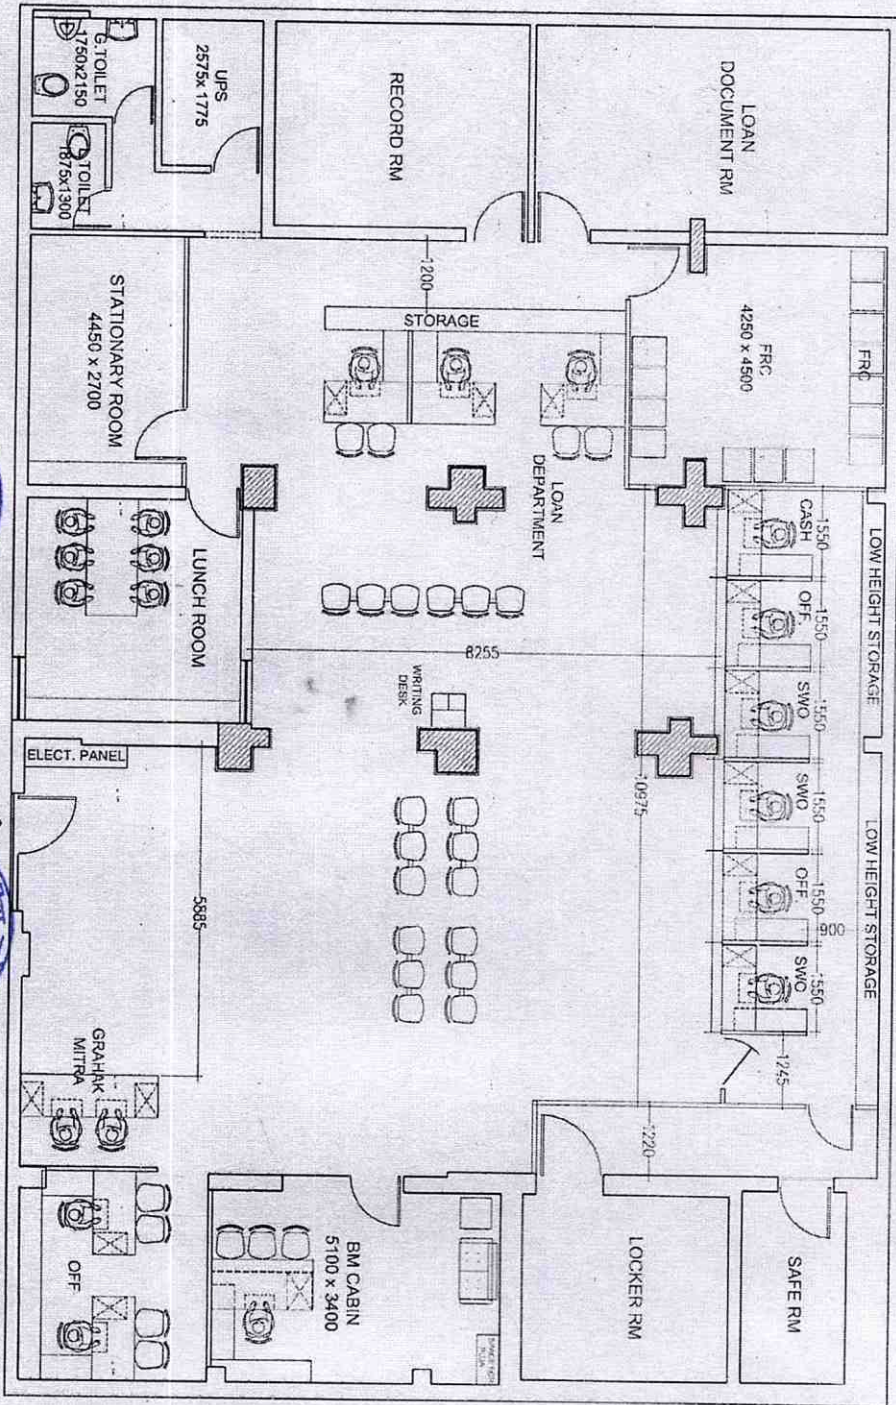 G.TOILET
1750x2150
UPS
2575x 1775
RECORD RM
LOAN
DOCUMENT RM
TOILET
1875x1300
STATIONARY ROOM
4450 x 2700
1200
STORAGE
FRC
4250 x 4500
FRC
LOAN
DEPARTMENT
LUNCH ROOM
CASH
1550
OFF.
1550
SWO
1550
SWO
1550
OFF
1550
SWO
1550
LOW HEIGHT STORAGE
LOW HEIGHT STORAGE
900
8255
WRITING
DESK
10975
ELECT. PANEL
5885
1245
1220
GRAHAK
MITRA
OFF
BM CABIN
5100 x 3400
LOCKER RM
SAFE RM